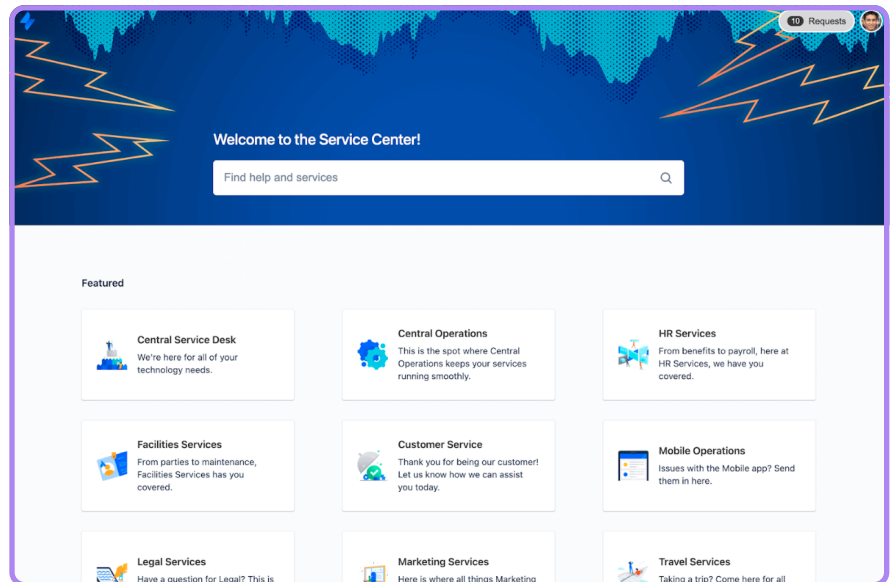 10 Requests
Welcome to the Service Center!
Find help and services
Featured
Central Service Desk
We're here for all of your
technology needs.
Central Operations
This is the spot where Central
Operations keeps your services
running smoothly.
HR Services
From benefits to payroll, here at
HR Services, we have you
covered.
Facilities Services
From parties to maintenance,
Facilities Services has you
covered.
Customer Service
Thank you for being our customer!
Let us know how we can assist
you today.
Mobile Operations
Issues with the Mobile app? Send
them in here.
Legal Services
Have a question for Legal? This is
Marketing Services
Here is where all things Marketing
Travel Services
Taking a trip? Come here for all